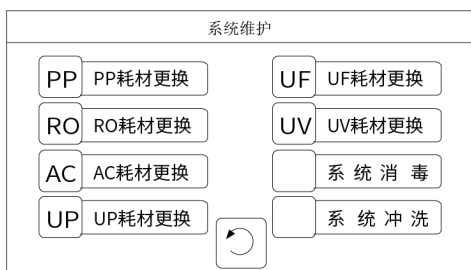 系统维护
PP PP耗材更换 UF UF耗材更换
RO RO耗材更换 UV UV耗材更换
AC AC耗材更换 系统消毒
UP UP耗材更换 系统冲洗